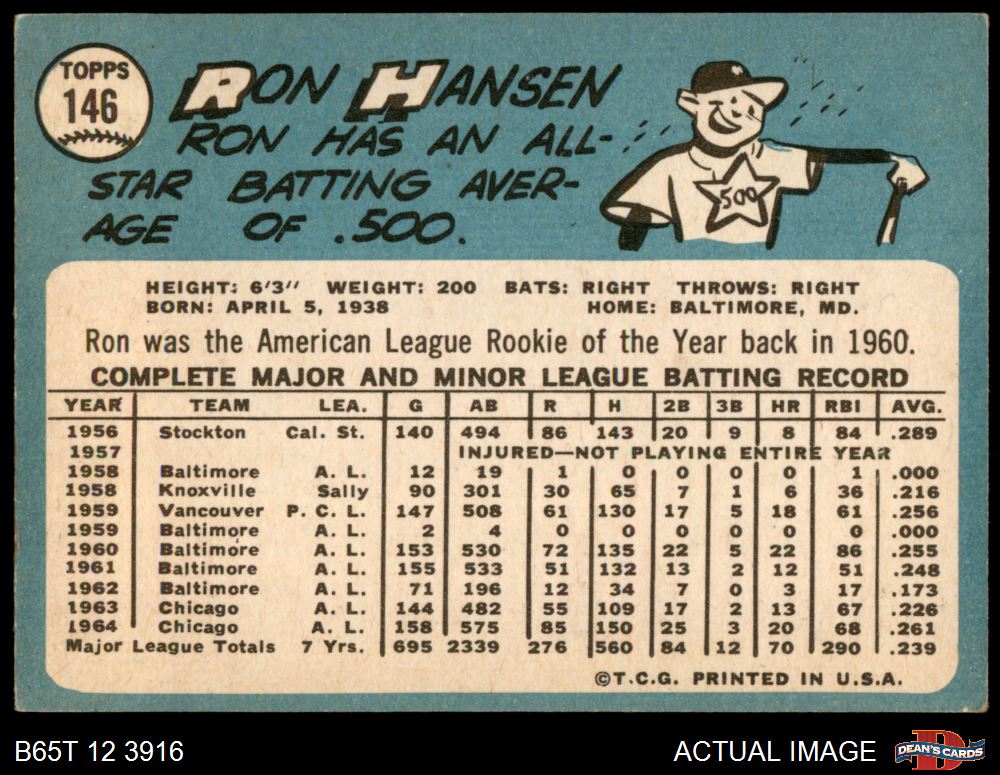 TOPPS
146
RON HANSEN
RON HAS AN ALL-
STAR BATTING AVER-
AGE OF .500.
.500
HEIGHT: 6'3" WEIGHT: 200 BATS: RIGHT THROWS: RIGHT
BORN: APRIL 5, 1938 HOME: BALTIMORE, MD.
Ron was the American League Rookie of the Year back in 1960.
COMPLETE MAJOR AND MINOR LEAGUE BATTING RECORD
YEAR TEAM LEA. G AB R H 2B 3B HR RBI AVG.
1956 Stockton Cal. St. 140 494 86 143 20 9 8 84 .289
1957 INJURED—NOT PLAYING ENTIRE YEAR
1958 Baltimore A. L. 12 19 1 0 0 0 0 1 .000
1958 Knoxville Sally 90 301 30 65 7 1 6 36 .216
1959 Vancouver P. C. L. 147 508 61 130 17 5 18 61 .256
1959 Baltimore A. L. 2 4 0 0 0 0 0 0 .000
1960 Baltimore A. L. 153 530 72 135 22 5 22 86 .255
1961 Baltimore A. L. 155 533 51 132 13 2 12 51 .248
1962 Baltimore A. L. 71 196 12 34 7 0 3 17 .173
1963 Chicago A. L. 144 482 55 109 17 2 13 67 .226
1964 Chicago A. L. 158 575 85 150 25 3 20 68 .261
Major League Totals 7 Yrs. 695 2339 276 560 84 12 70 290 .239
©T.C.G. PRINTED IN U.S.A.
B65T 12 3916 ACTUAL IMAGE
D
DEAN'S CARDS